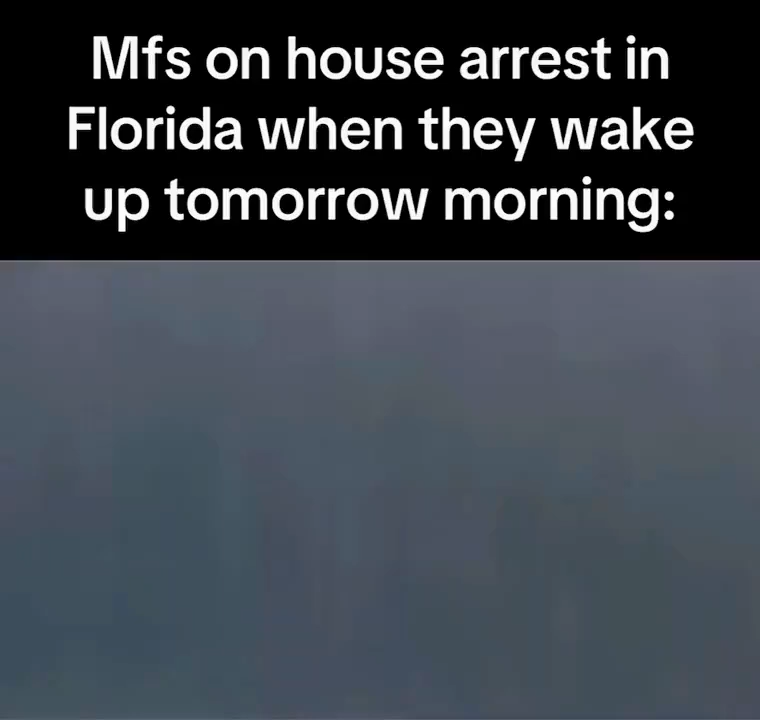 Mfs on house arrest in
Florida when they wake
up tomorrow morning: